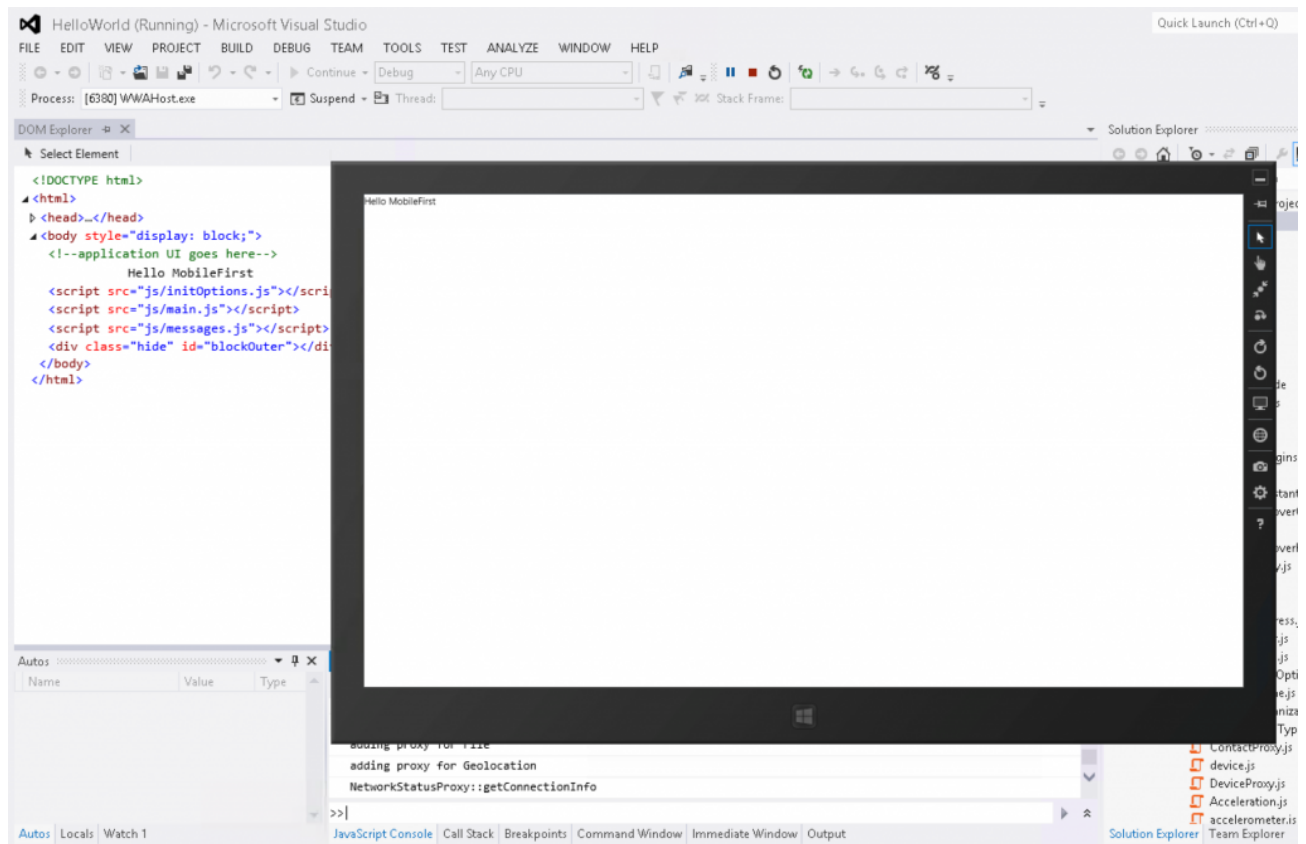 HelloWorld (Running) - Microsoft Visual Studio
Quick Launch (Ctrl+Q)
FILE EDIT VIEW PROJECT BUILD DEBUG TEAM TOOLS TEST ANALYZE WINDOW HELP
Continue Debug Any CPU
Process: [6380] WWAHost.exe Suspend Thread: Stack Frame:
DOM Explorer
Solution Explorer
Select Element
<!DOCTYPE html>
<html>
<head>…</head>
<body style="display: block;">
<!--application UI goes here-->
Hello MobileFirst
<script src="js/initOptions.js"></scri
<script src="js/main.js"></script>
<script src="js/messages.js"></script>
<div class="hide" id="blockOuter"></di
</body>
</html>
Hello MobileFirst
?
Autos
Name Value Type
adding proxy for File
adding proxy for Geolocation
NetworkStatusProxy::getConnectionInfo
>>
ContactProxy.js
device.js
DeviceProxy.js
Acceleration.js
accelerometer.js
Autos Locals Watch 1
JavaScript Console Call Stack Breakpoints Command Window Immediate Window Output
Solution Explorer Team Explorer